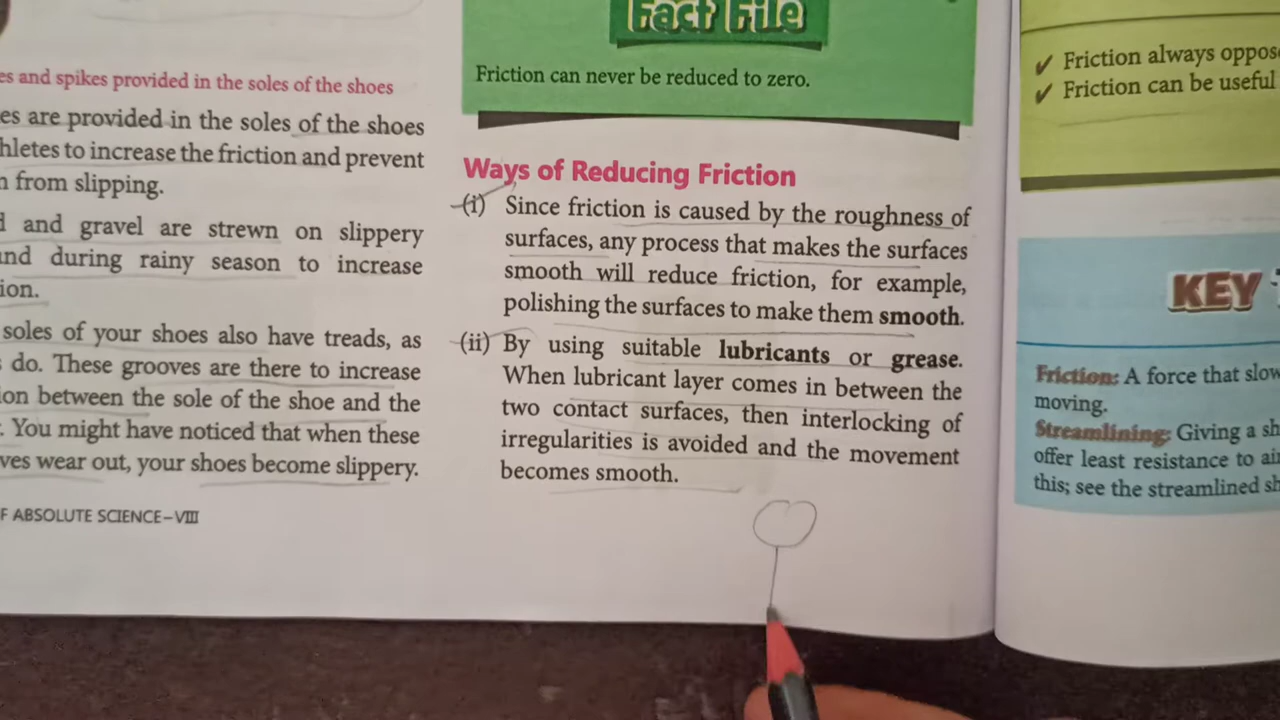 es and spikes provided in the soles of the shoes
es are provided in the soles of the shoes
hletes to increase the friction and prevent
from slipping.
and gravel are strewn on slippery
und during rainy season to increase
ion.
soles of your shoes also have treads, as
do. These grooves are there to increase
ion between the sole of the shoe and the
You might have noticed that when these
ves wear out, your shoes become slippery.
F ABSOLUTE SCIENCE–VIII
Fact File
Friction can never be reduced to zero.
Ways of Reducing Friction
(i) Since friction is caused by the roughness of
surfaces, any process that makes the surfaces
smooth will reduce friction, for example,
polishing the surfaces to make them smooth.
(ii) By using suitable lubricants or grease.
When lubricant layer comes in between the
two contact surfaces, then interlocking of
irregularities is avoided and the movement
becomes smooth.
✓ Friction always oppose
✓ Friction can be useful
KEY
Friction: A force that slow
moving.
Streamlining: Giving a sh
offer least resistance to air
this; see the streamlined sh